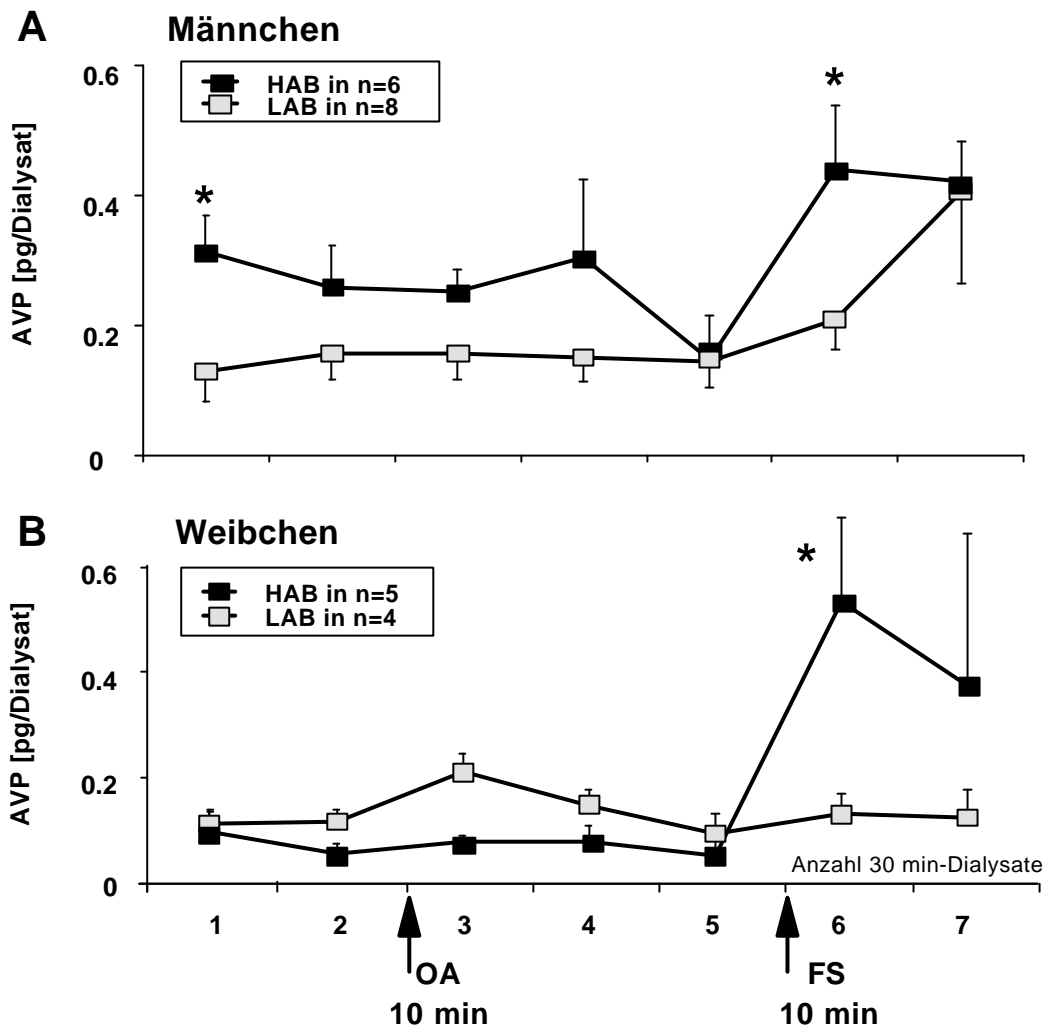 A
Männchen
HAB in n=6
LAB in n=8
AVP [pg/Dialysat]
0.6
0.4
0.2
0
*
*
B
Weibchen
HAB in n=5
LAB in n=4
AVP [pg/Dialysat]
0.6
0.4
0.2
0
*
Anzahl 30 min-Dialysate
1 2 3 4 5 6 7
OA FS
10 min 10 min